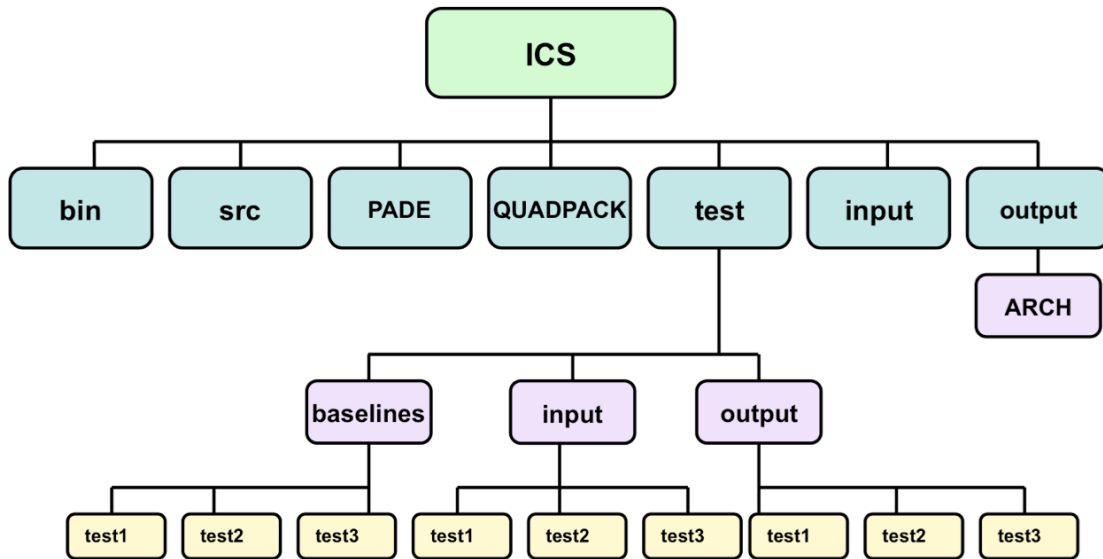 ICS
bin
src
PADE
QUADPACK
test
input
output
ARCH
baselines
input
output
test1
test2
test3
test1
test2
test3
test1
test2
test3